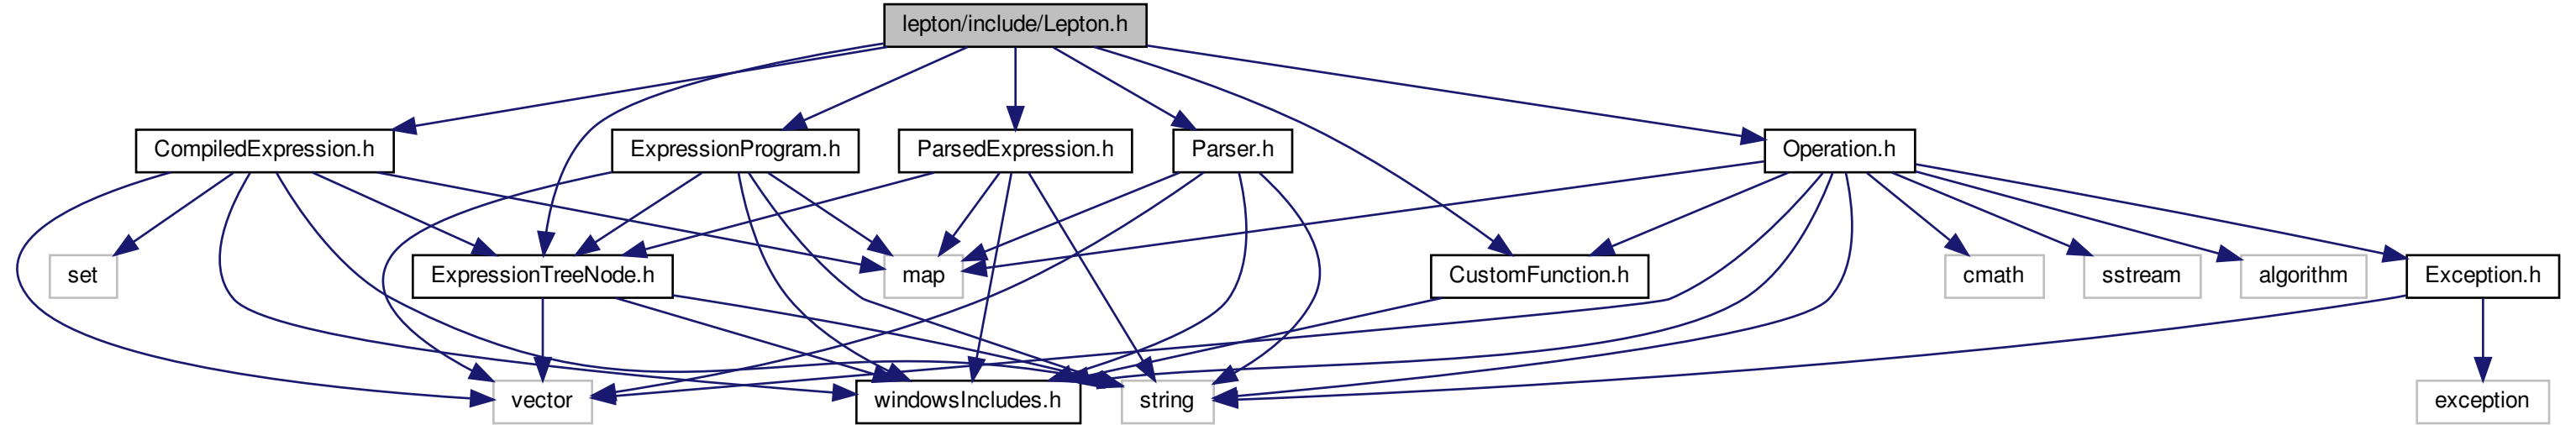 lepton/include/Lepton.h
CompiledExpression.h
ExpressionProgram.h
ParsedExpression.h
Parser.h
Operation.h
set
ExpressionTreeNode.h
map
CustomFunction.h
cmath
sstream
algorithm
Exception.h
vector
windowsIncludes.h
string
exception